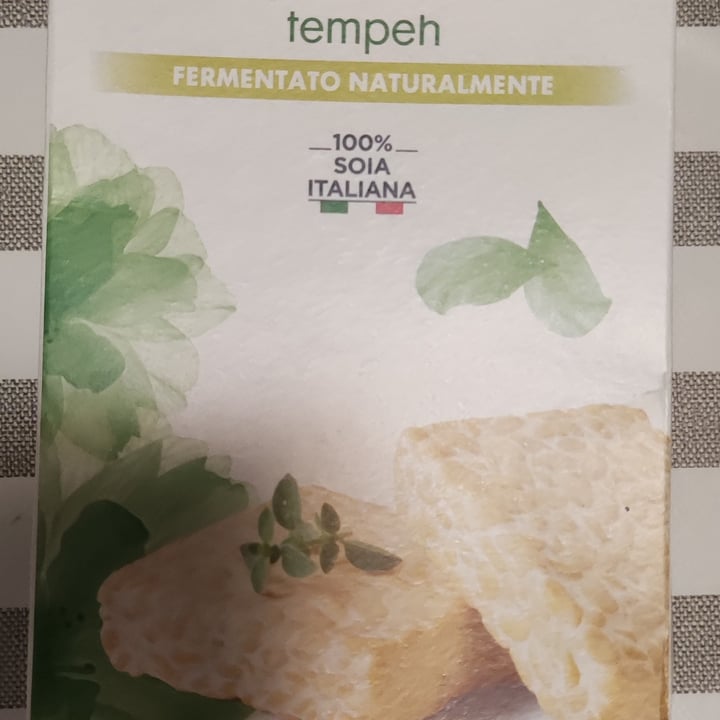 tempeh
FERMENTATO NATURALMENTE
100%
SOIA
ITALIANA